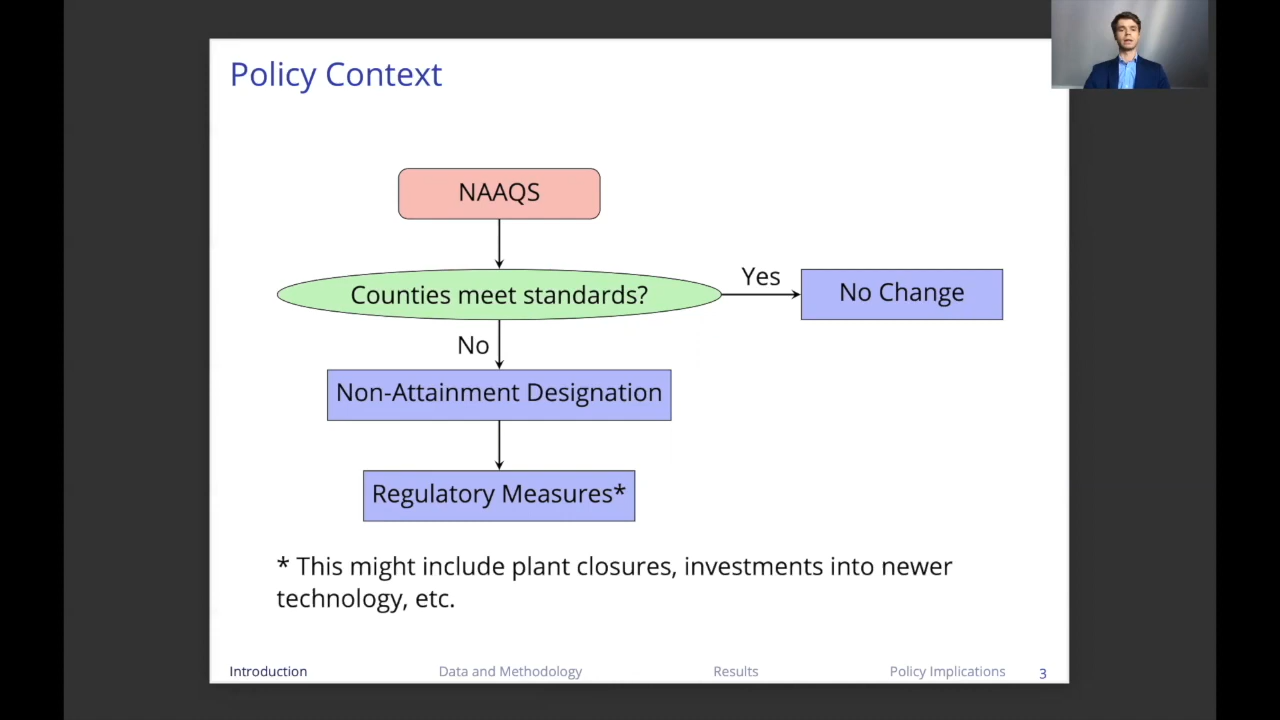 Policy Context
NAAQS
Counties meet standards?
Yes
No Change
No
Non-Attainment Designation
Regulatory Measures*
* This might include plant closures, investments into newer
technology, etc.
Introduction Data and Methodology Results Policy Implications 3